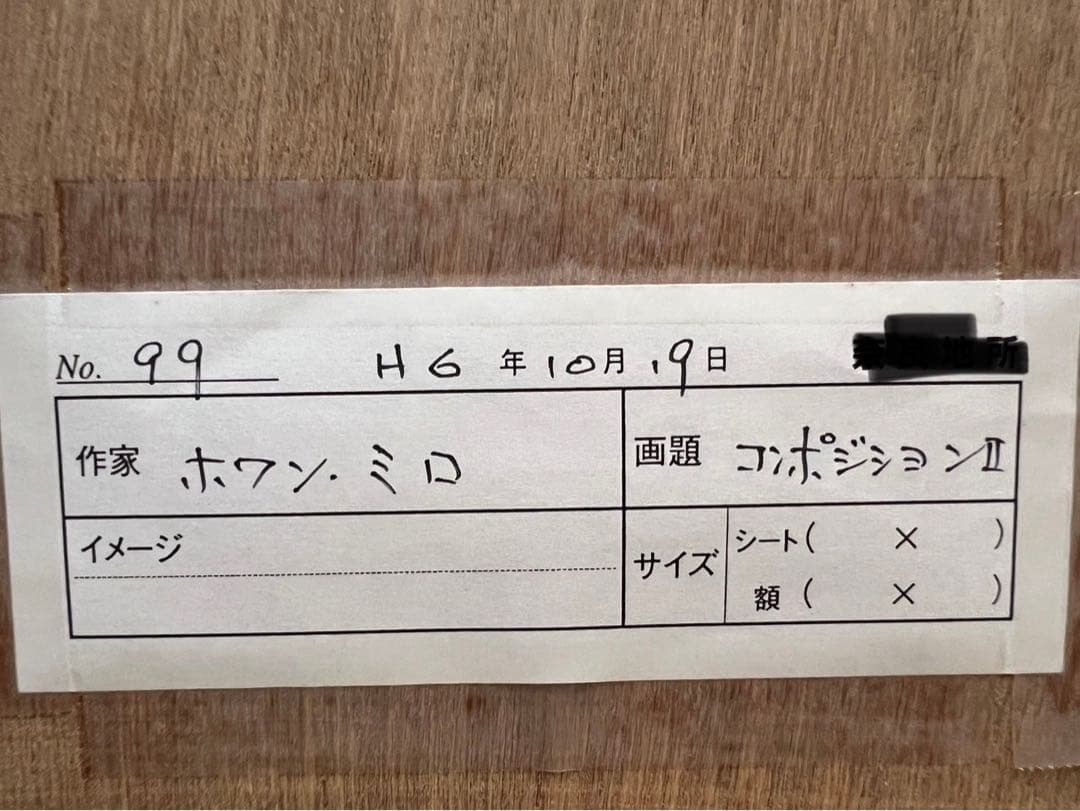 No. 99 H6年10月19日
作家 ホワン・ミロ 画題 コンポジションⅡ
イメージ サイズ シート( × )
額( × )